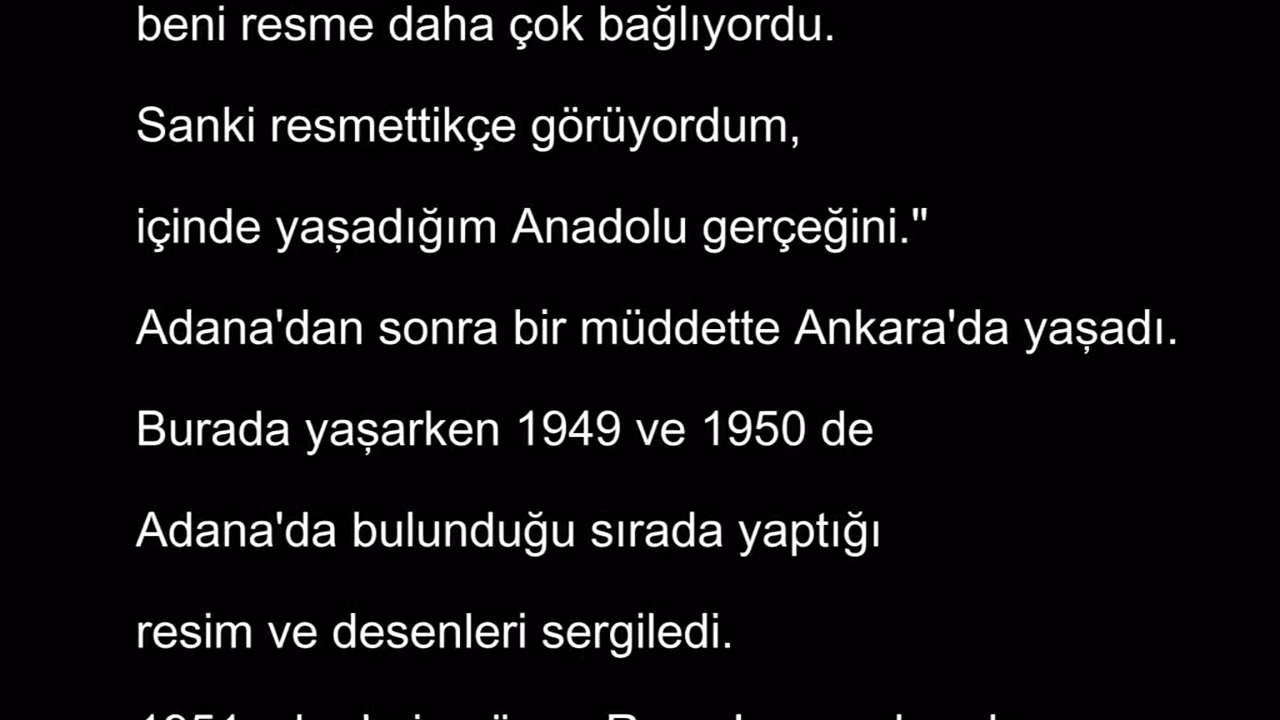 beni resme daha çok bağlıyordu.
Sanki resmettikçe görüyordum,
içinde yaşadığım Anadolu gerçeğini."
Adana'dan sonra bir müddette Ankara'da yaşadı.
Burada yaşarken 1949 ve 1950 de
Adana'da bulunduğu sırada yaptığı
resim ve desenleri sergiledi.